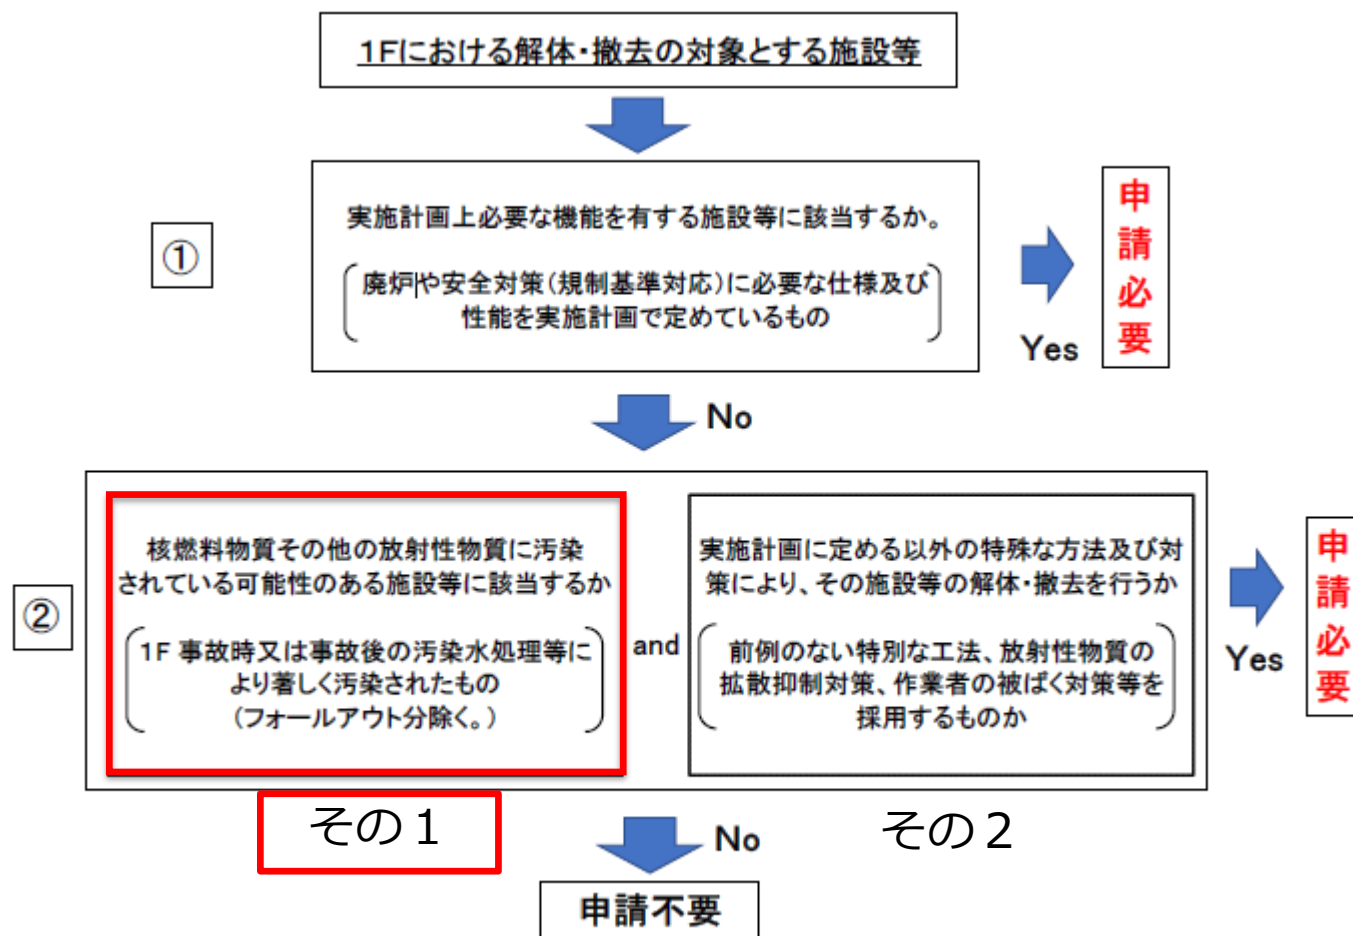 1Fにおける解体・撤去の対象とする施設等
①
実施計画上必要な機能を有する施設等に該当するか。
廃炉や安全対策(規制基準対応)に必要な仕様及び
性能を実施計画で定めているもの
Yes
申請必要
No
②
核燃料物質その他の放射性物質に汚染
されている可能性のある施設等に該当するか
1F 事故時又は事故後の汚染水処理等に
より著しく汚染されたもの
(フォールアウト分除く。)
and
実施計画に定める以外の特殊な方法及び対
策により、その施設等の解体・撤去を行うか
前例のない特別な工法、放射性物質の
拡散抑制対策、作業者の被ばく対策等を
採用するものか
Yes
申請必要
その1
その2
No
申請不要